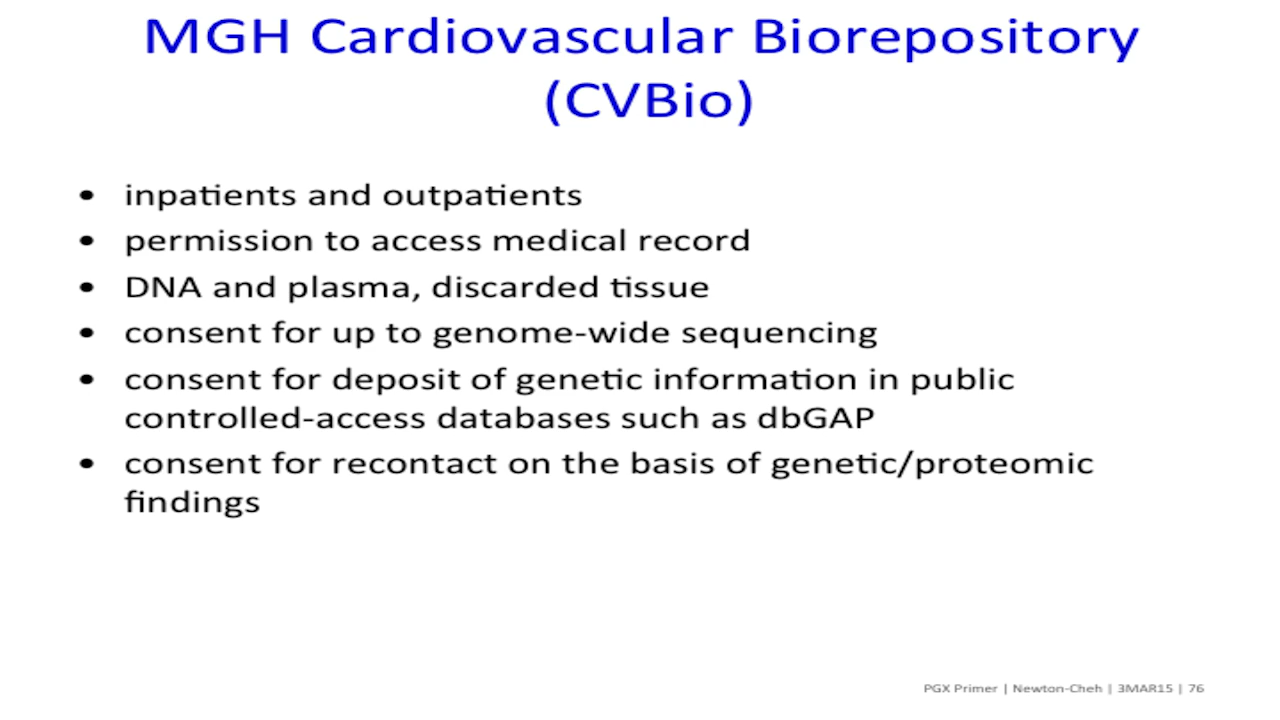 MGH Cardiovascular Biorepository
(CVBio)
• inpatients and outpatients
• permission to access medical record
• DNA and plasma, discarded tissue
• consent for up to genome-wide sequencing
• consent for deposit of genetic information in public
controlled-access databases such as dbGAP
• consent for recontact on the basis of genetic/proteomic
findings
PGX Primer | Newton-Cheh | 3MAR15 | 76